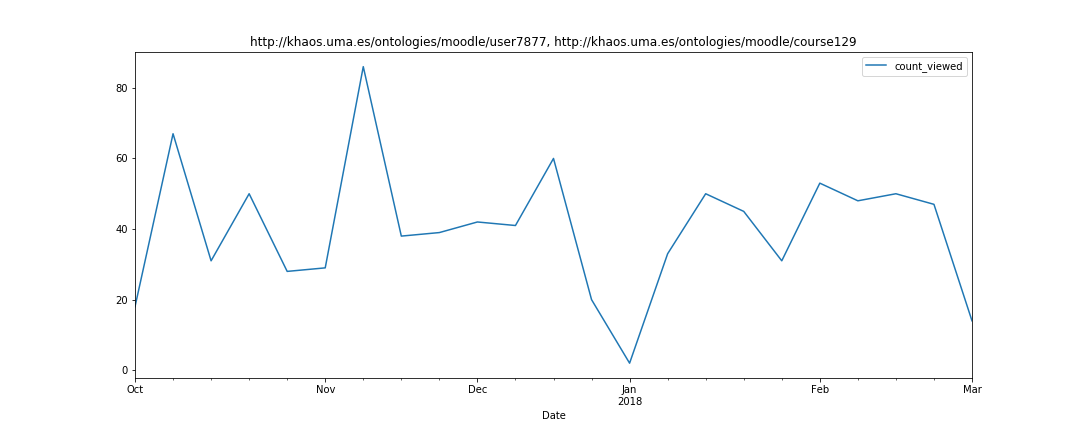 http://khaos.uma.es/ontologies/moodle/user7877, http://khaos.uma.es/ontologies/moodle/course129
count_viewed
80
60
40
20
0
Oct Nov Dec Jan Feb Mar
2018
Date